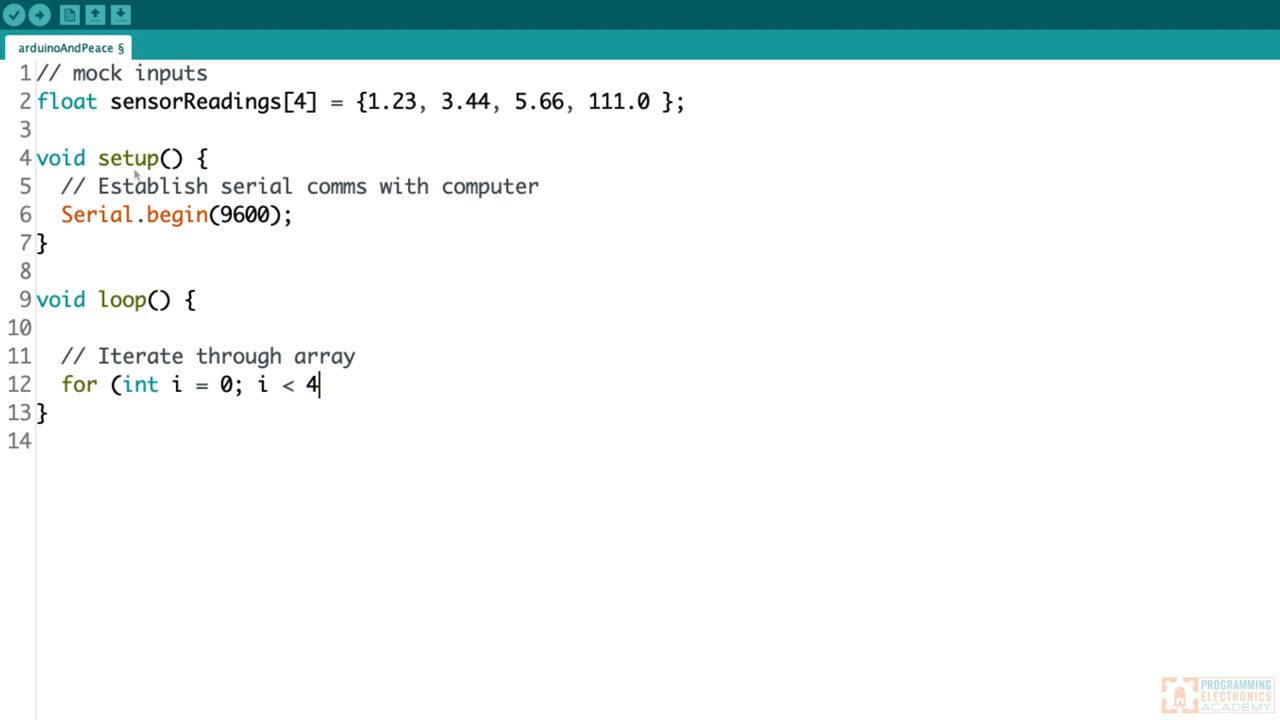 arduinoAndPeace §
1 // mock inputs
2 float sensorReadings[4] = {1.23, 3.44, 5.66, 111.0 };
3
4 void setup() {
5 // Establish serial comms with computer
6 Serial.begin(9600);
7 }
8
9 void loop() {
10
11 // Iterate through array
12 for (int i = 0; i < 4
13 }
14
PROGRAMMING
ELECTRONICS
ACADEMY